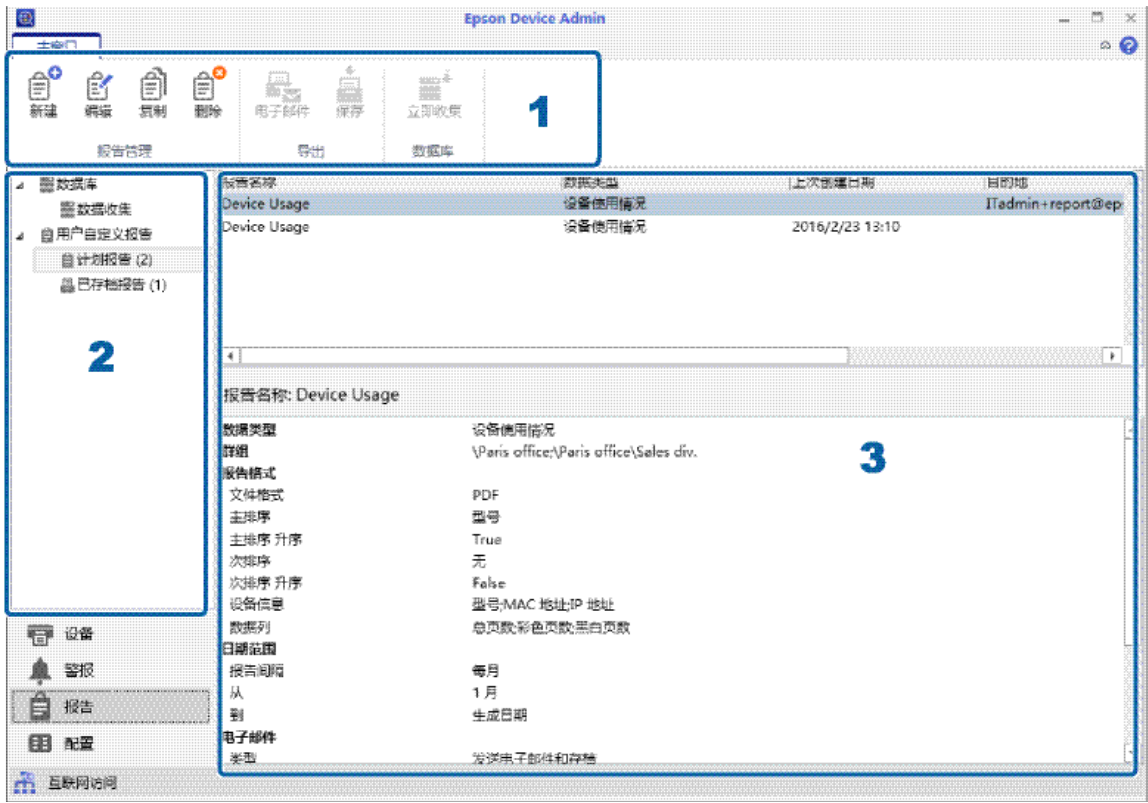 Epson Device Admin
主窗口
新建 编辑 复制 删除 电子邮件 保存 立即收集
1
报告管理 导出 数据库
数据库
数据收集
用户自定义报告
计划报告 (2)
已存档报告 (1)
2
设备
警报
报告
配置
互联网访问
报告名称 数据类型 上次创建日期 目的地
Device Usage 设备使用情况 ITadmin+report@ep
Device Usage 设备使用情况 2016/2/23 13:10
报告名称: Device Usage
数据类型 设备使用情况
群组 \Paris office;\Paris office\Sales div.
3
报告格式
文件格式 PDF
主排序 型号
主排序 升序 True
次排序 无
次排序 升序 False
设备信息 型号;MAC 地址;IP 地址
数据列 总页数;彩色页数;黑白页数
日期范围
报告间隔 每月
从 1 月
到 生成日期
电子邮件
类型 发送电子邮件和存档